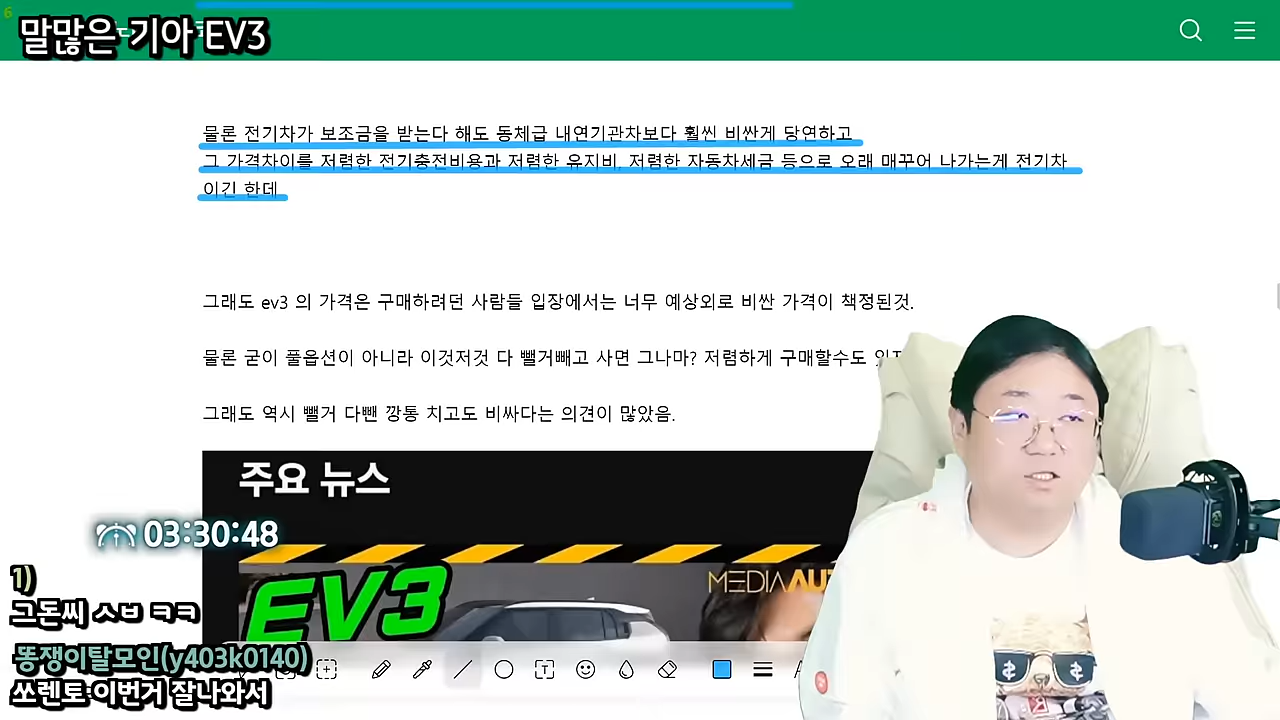 6
말많은 기아 EV3
물론 전기차가 보조금을 받는다 해도 동체급 내연기관차보다 훨씬 비싼게 당연하고
그 가격차이를 저렴한 전기충전비용과 저렴한 유지비, 저렴한 자동차세금 등으로 오래 매꾸어 나가는게 전기차
이긴 한데
그래도 ev3 의 가격은 구매하려던 사람들 입장에서는 너무 예상외로 비싼 가격이 책정된것.
물론 굳이 풀옵션이 아니라 이것저것 다 뺄거빼고 사면 그나마? 저렴하게 구매할수도
그래도 역시 뺄거 다뺀 깡통 치고도 비싸다는 의견이 많았음.
주요 뉴스
03:30:48
EV3
MEDIAAUT
1)
그돈씨 ㅅㅂ ㅋㅋ
똥쟁이탈모인(y403k0140)
쏘렌토 이번거 잘나와서